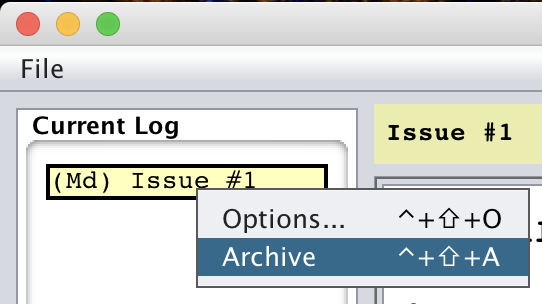 File
Current Log
Issue #1
(Md) Issue #1
Options... ^+⇧+O
Archive ^+⇧+A